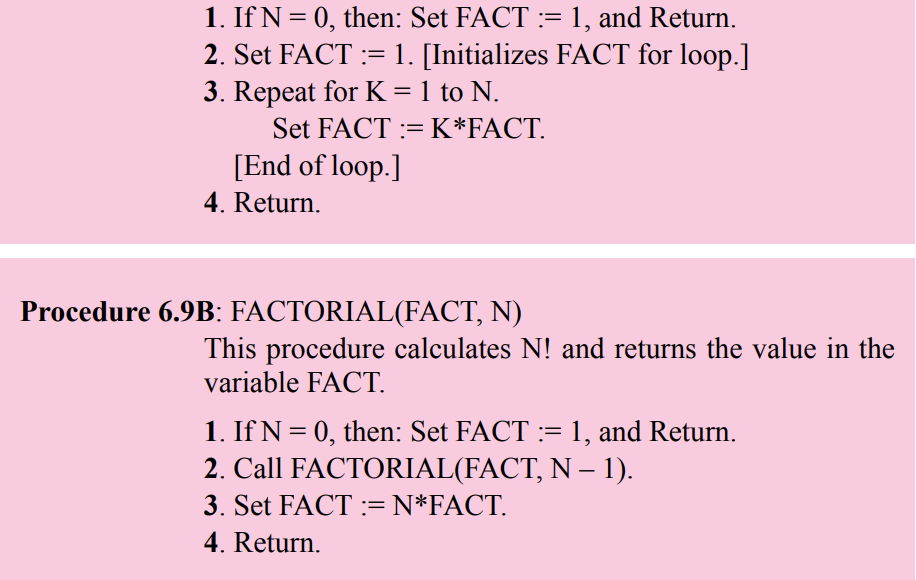 1. If N = 0, then: Set FACT := 1, and Return.
2. Set FACT := 1. [Initializes FACT for loop.]
3. Repeat for K = 1 to N.
Set FACT := K*FACT.
[End of loop.]
4. Return.
Procedure 6.9B: FACTORIAL(FACT, N)
This procedure calculates N! and returns the value in the
variable FACT.
1. If N = 0, then: Set FACT := 1, and Return.
2. Call FACTORIAL(FACT, N – 1).
3. Set FACT := N*FACT.
4. Return.